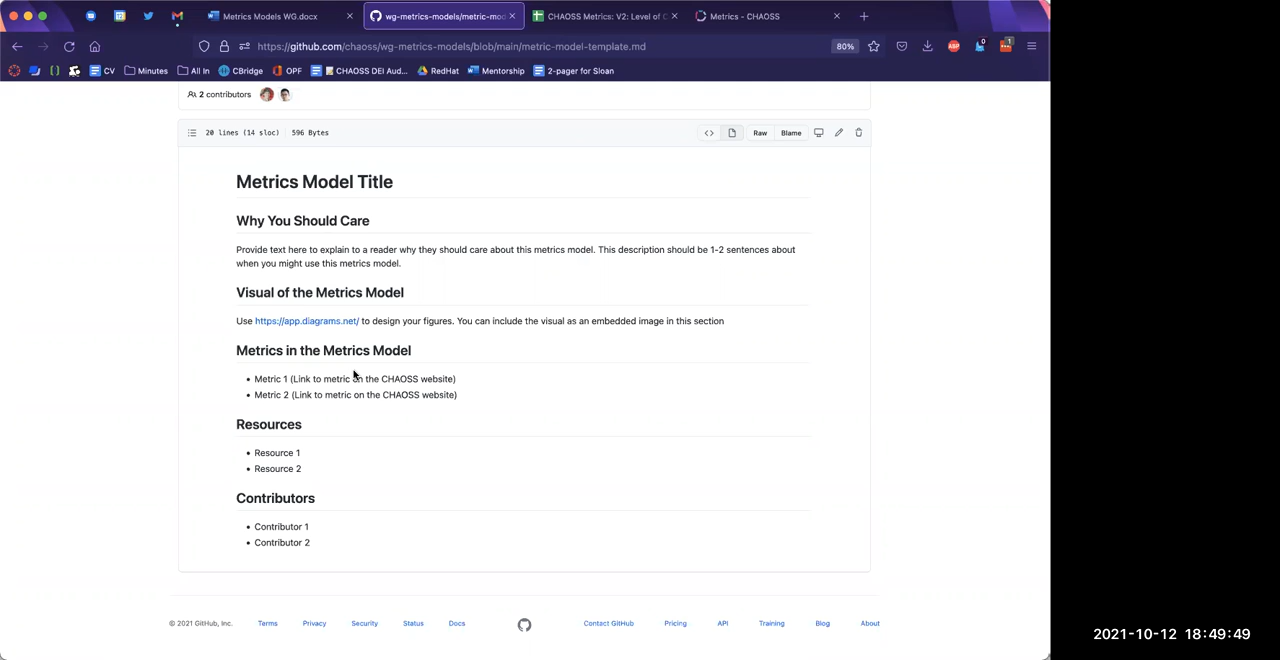 Metrics Models WG.docx
wg-metrics-models/metric-mod
CHAOSS Metrics: V2: Level of C
Metrics - CHAOSS
https://github.com/chaoss/wg-metrics-models/blob/main/metric-model-template.md
80%
0
1
CV
Minutes
All In
CBridge
OPF
CHAOSS DEI Aud...
RedHat
Mentorship
2-pager for Sloan
2 contributors
20 lines (14 sloc) 596 Bytes
Raw
Blame
Metrics Model Title
Why You Should Care
Provide text here to explain to a reader why they should care about this metrics model. This description should be 1-2 sentences about
when you might use this metrics model.
Visual of the Metrics Model
Use https://app.diagrams.net/ to design your figures. You can include the visual as an embedded image in this section
Metrics in the Metrics Model
Metric 1 (Link to metric on the CHAOSS website)
Metric 2 (Link to metric on the CHAOSS website)
Resources
Resource 1
Resource 2
Contributors
Contributor 1
Contributor 2
© 2021 GitHub, Inc.
Terms
Privacy
Security
Status
Docs
Contact GitHub
Pricing
API
Training
Blog
About
2021-10-12 18:49:49